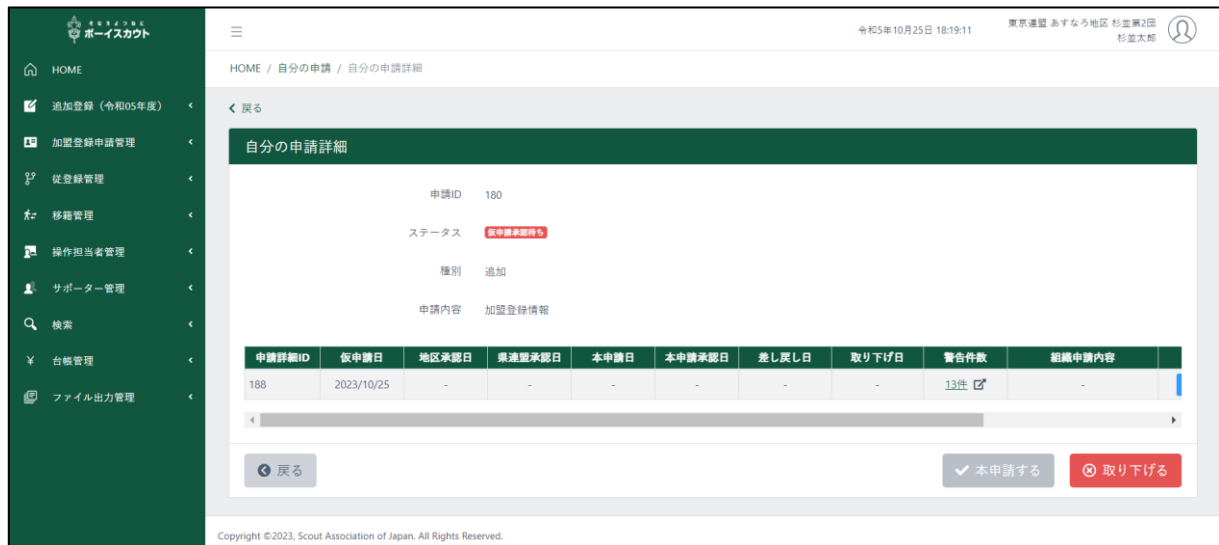 そなえよつねに
ボーイスカウト
令和5年10月25日 18:19:11
東京連盟 あすなろ地区 杉並第2団
杉並太郎
HOME
追加登録(令和05年度)
加盟登録申請管理
従登録管理
移籍管理
操作担当者管理
サポーター管理
検索
台帳管理
ファイル出力管理
HOME / 自分の申請 / 自分の申請詳細
戻る
自分の申請詳細
申請ID 180
ステータス 仮申請承認待ち
種別 追加
申請内容 加盟登録情報
申請詳細ID 仮申請日 地区承認日 県連盟承認日 本申請日 本申請承認日 差し戻し日 取り下げ日 警告件数 組織申請内容
188 2023/10/25 - - - - - - 13件 -
戻る 本申請する 取り下げる
Copyright ©2023, Scout Association of Japan. All Rights Reserved.